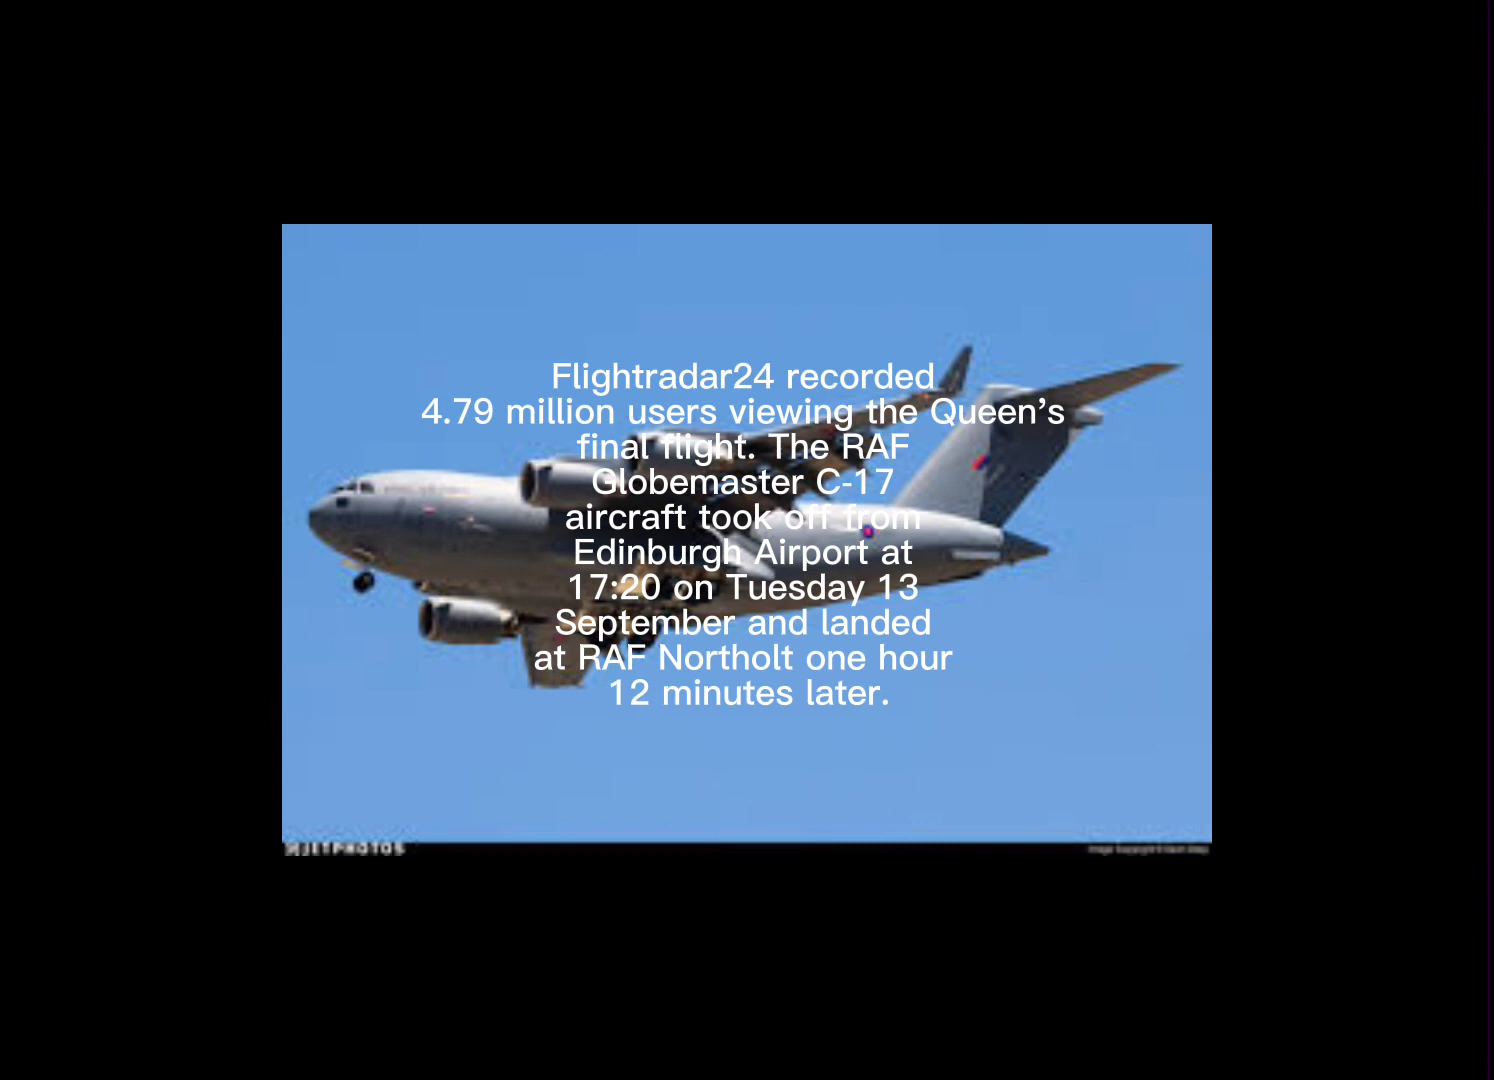 Flightradar24 recorded
4.79 million users viewing the Queen’s
final flight. The RAF
Globemaster C-17
aircraft took off from
Edinburgh Airport at
17:20 on Tuesday 13
September and landed
at RAF Northolt one hour
12 minutes later.
JETPHOTOS